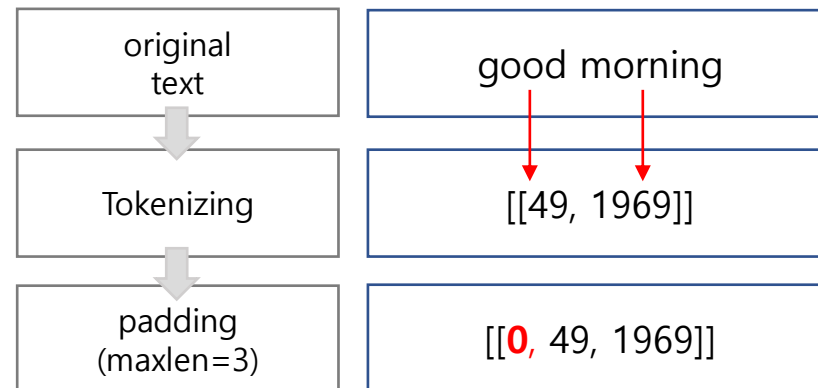 original
text
good morning
Tokenizing
[[49, 1969]]
padding
(maxlen=3)
[[0, 49, 1969]]